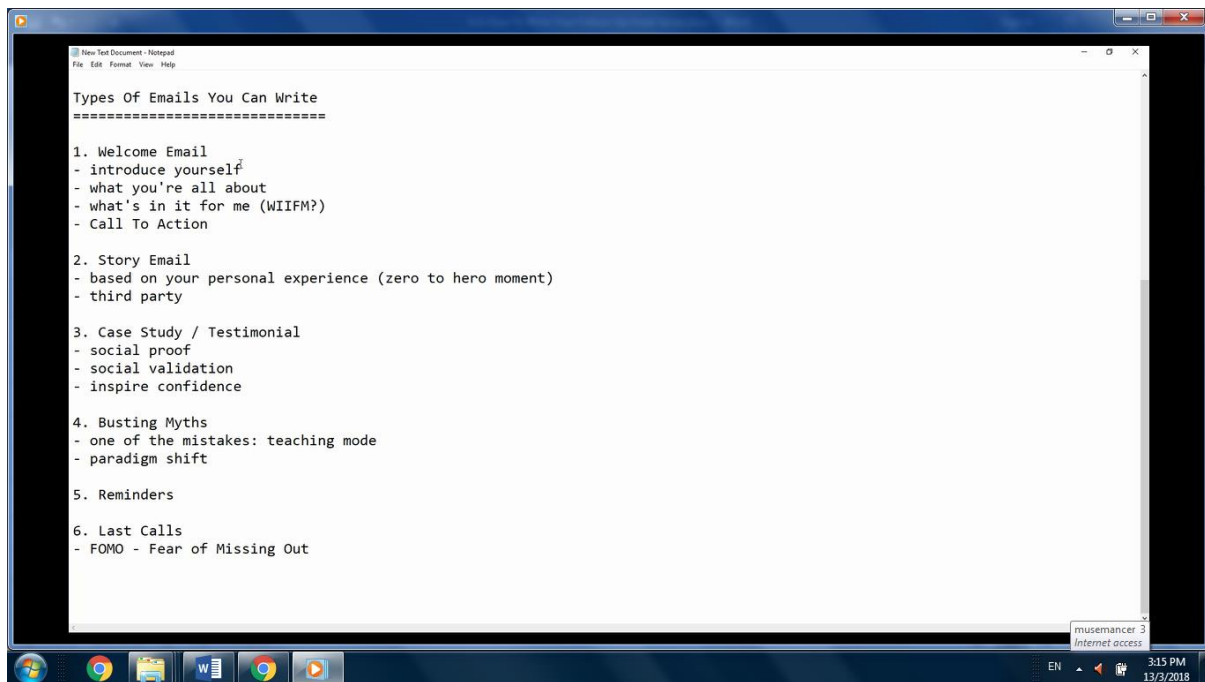 New Text Document - Notepad
File Edit Format View Help
Types Of Emails You Can Write
==============================
1. Welcome Email
- introduce yourself
- what you're all about
- what's in it for me (WIIFM?)
- Call To Action
2. Story Email
- based on your personal experience (zero to hero moment)
- third party
3. Case Study / Testimonial
- social proof
- social validation
- inspire confidence
4. Busting Myths
- one of the mistakes: teaching mode
- paradigm shift
5. Reminders
6. Last Calls
- FOMO - Fear of Missing Out
musemancer 3
Internet access
EN
3:15 PM
13/3/2018